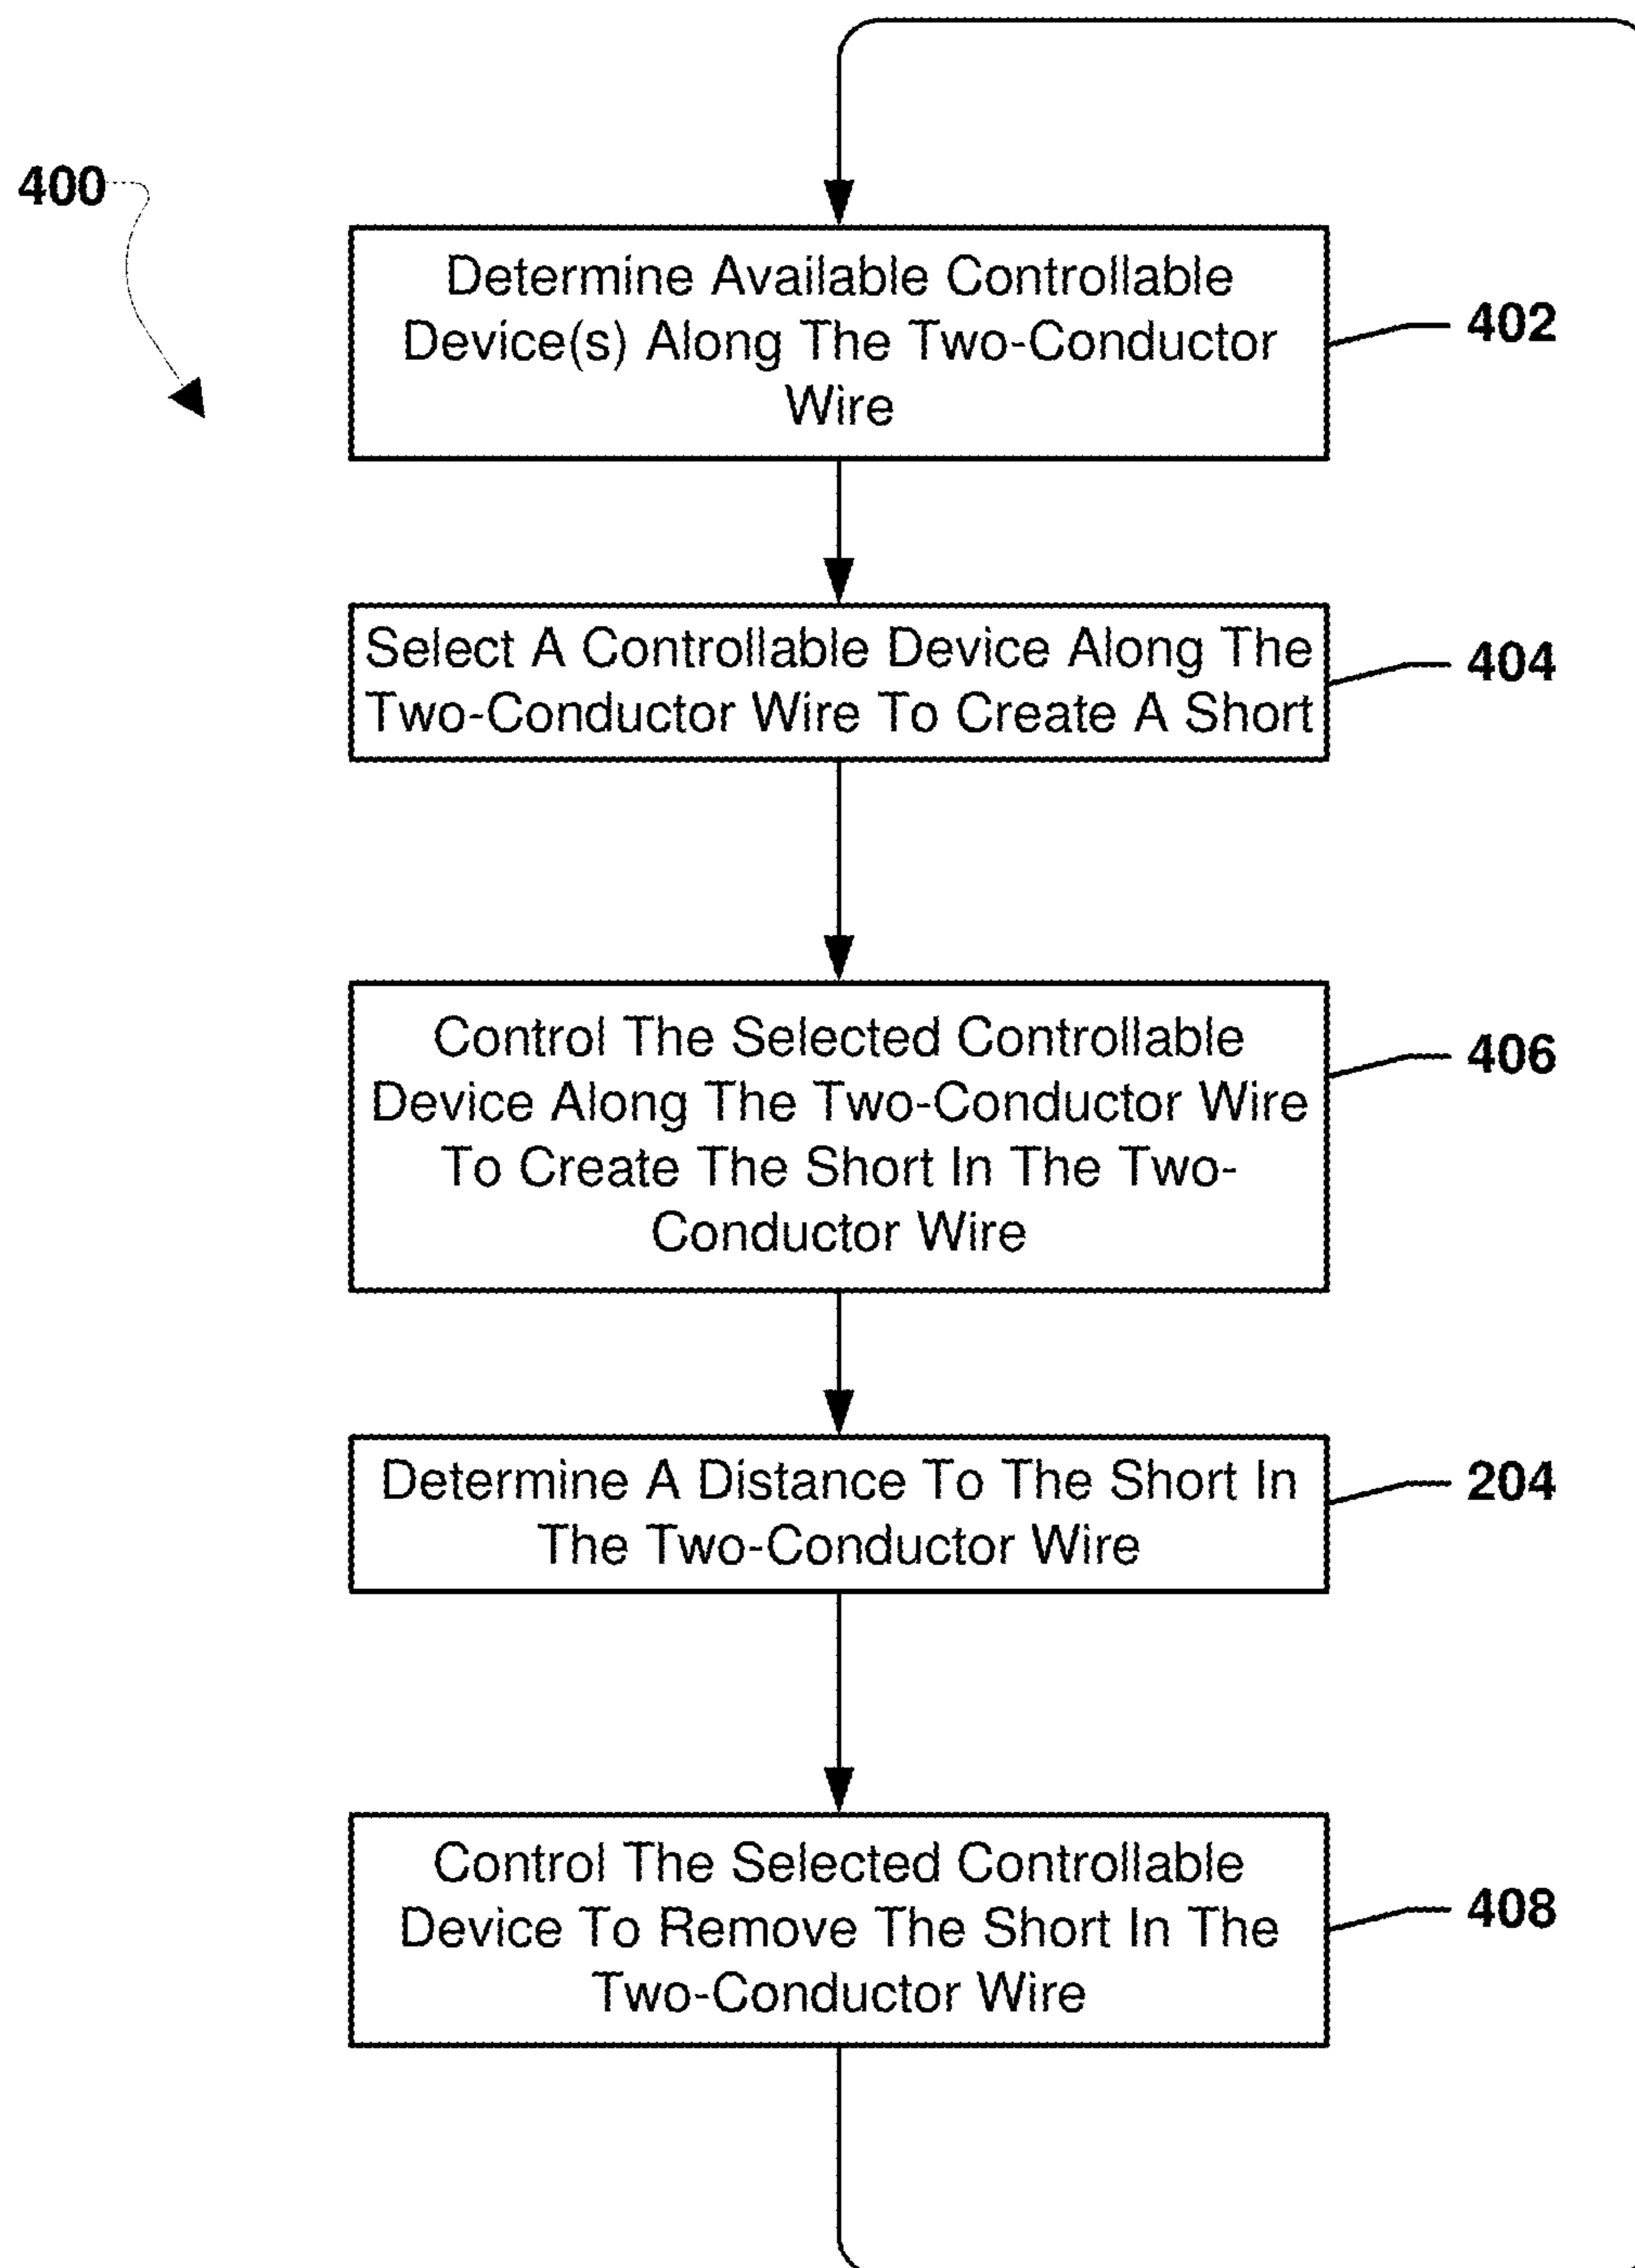 400
Determine Available Controllable
Device(s) Along The Two-Conductor
Wire
402
Select A Controllable Device Along The
Two-Conductor Wire To Create A Short
404
Control The Selected Controllable
Device Along The Two-Conductor Wire
To Create The Short In The Two-
Conductor Wire
406
Determine A Distance To The Short In
The Two-Conductor Wire
204
Control The Selected Controllable
Device To Remove The Short In The
Two-Conductor Wire
408